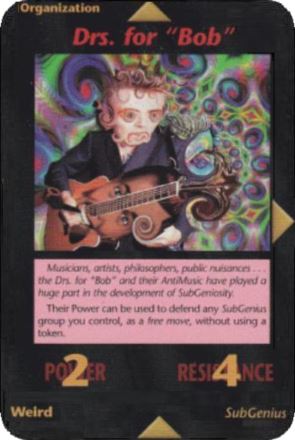 Organization
Drs. for "Bob"
Musicians, artists, philosophers, public nuisances . . .
the Drs. for "Bob" and their AntiMusic have played a
huge part in the development of SubGeniosity.
Their Power can be used to defend any SubGenius
group you control, as a free move, without using a
token.
POWER 2 RESISTANCE 4
Weird SubGenius